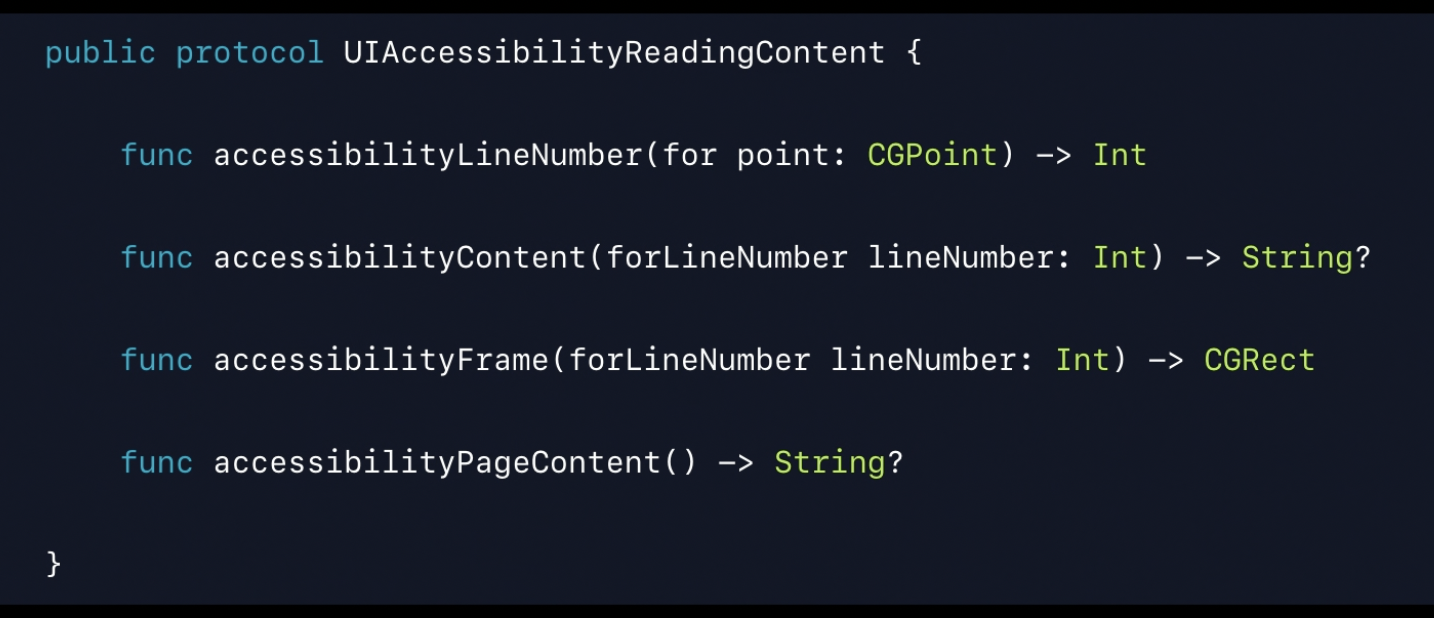 public protocol UIAccessibilityReadingContent {
func accessibilityLineNumber(for point: CGPoint) -> Int
func accessibilityContent(forLineNumber lineNumber: Int) -> String?
func accessibilityFrame(forLineNumber lineNumber: Int) -> CGRect
func accessibilityPageContent() -> String?
}